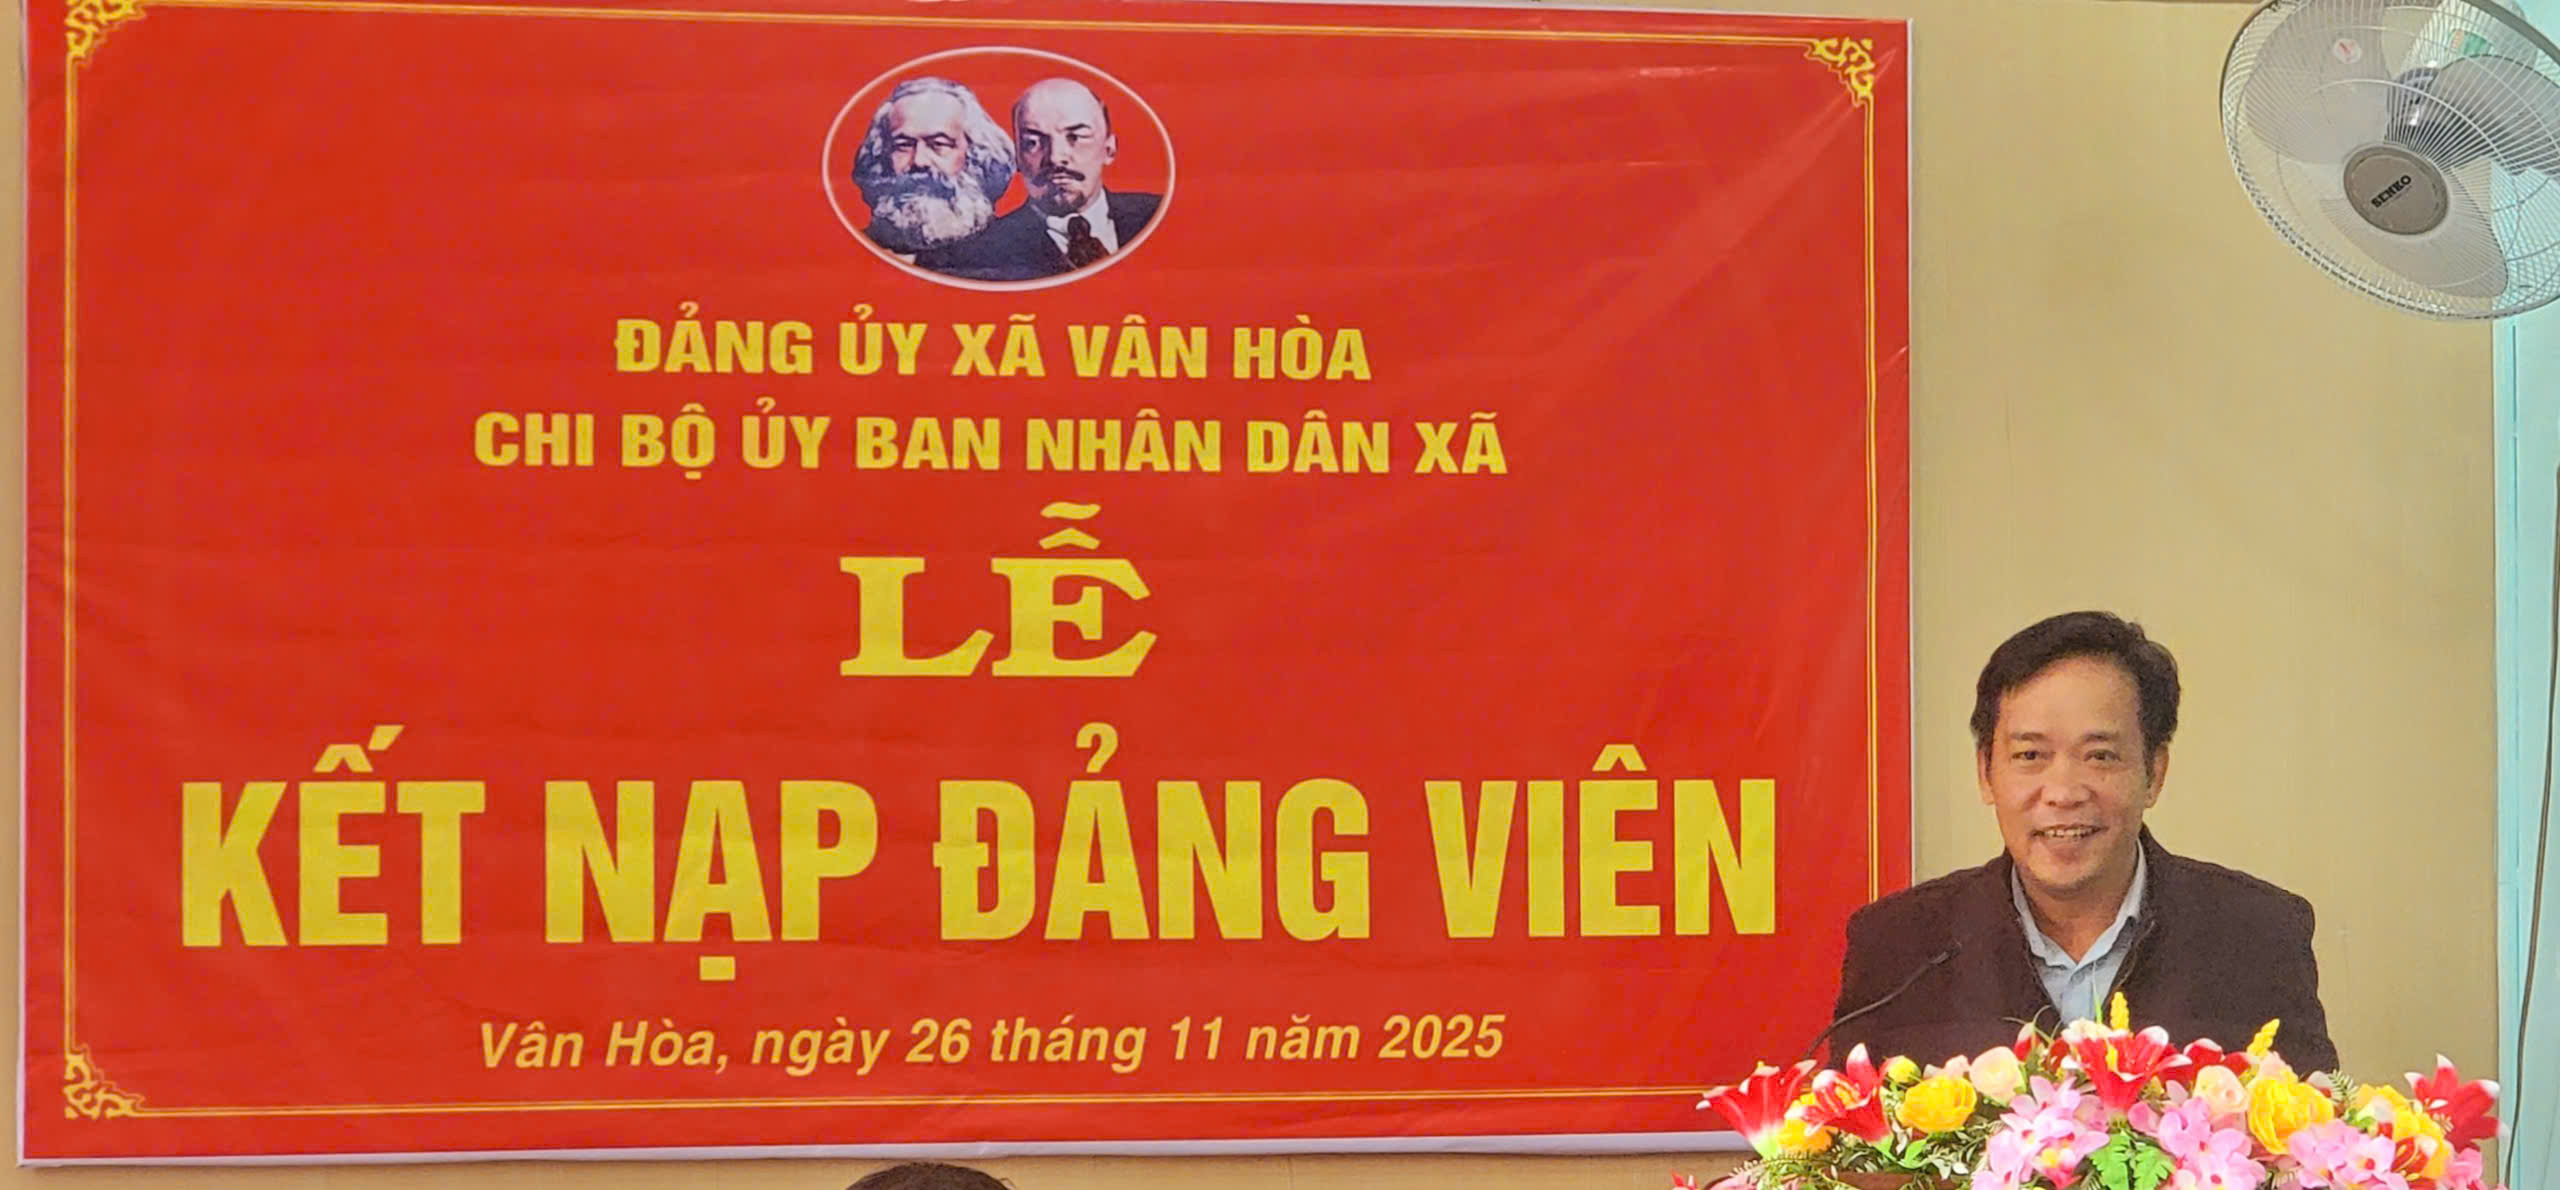 ĐẢNG ỦY XÃ VÂN HÒA
CHI BỘ ỦY BAN NHÂN DÂN XÃ
LỄ
KẾT NẠP ĐẢNG VIÊN
Vân Hòa, ngày 26 tháng 11 năm 2025
SENKO